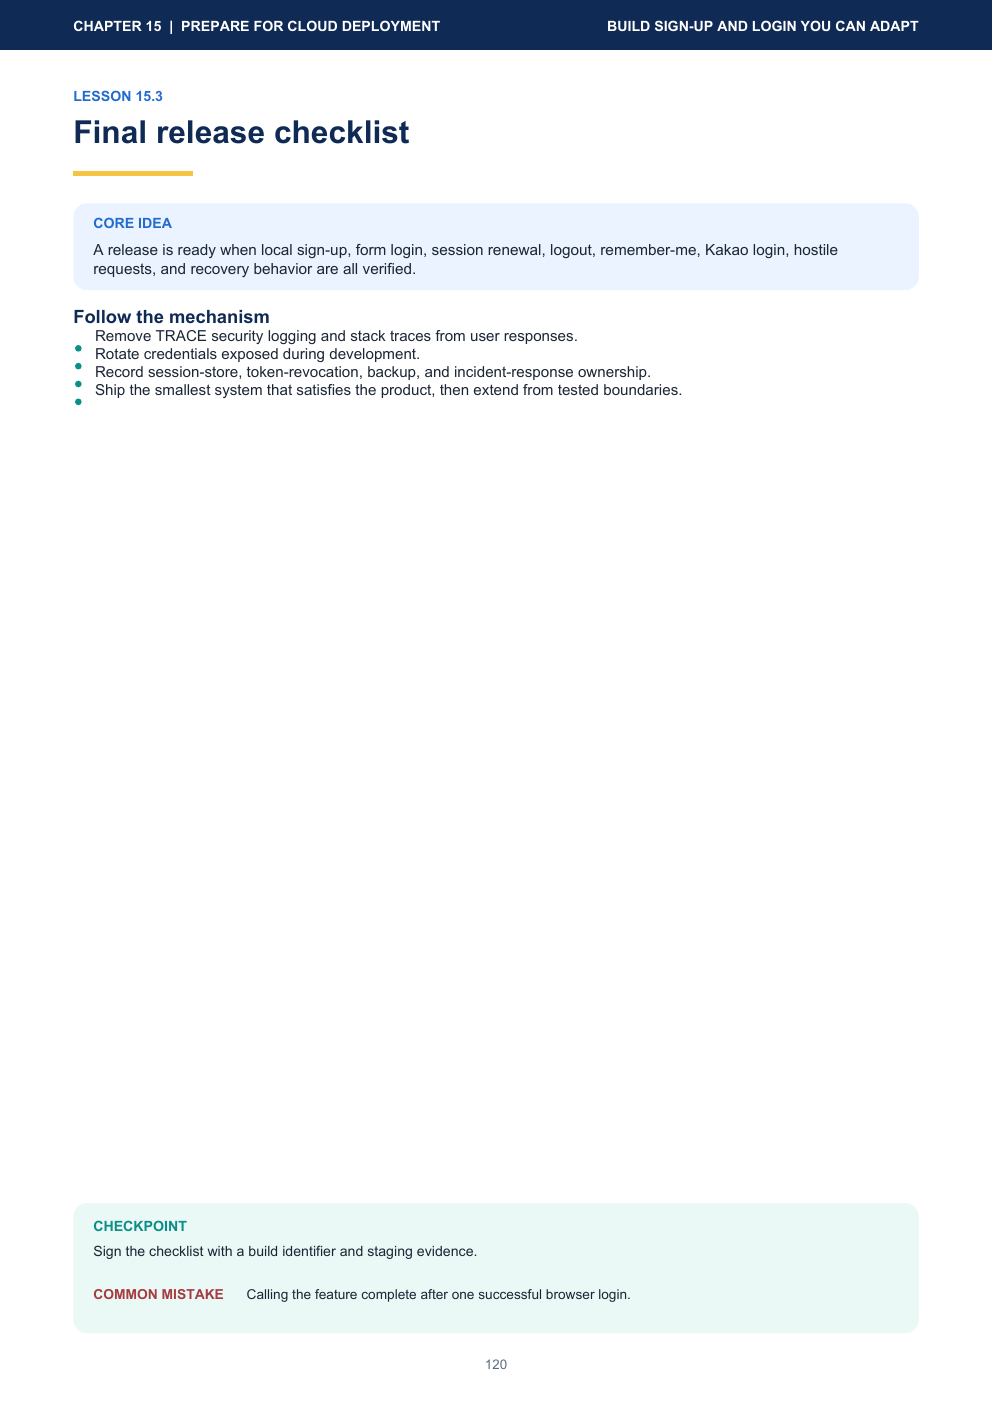 CHAPTER 15 | PREPARE FOR CLOUD DEPLOYMENT
BUILD SIGN-UP AND LOGIN YOU CAN ADAPT
LESSON 15.3
Final release checklist
CORE IDEA
A release is ready when local sign-up, form login, session renewal, logout, remember-me, Kakao login, hostile
requests, and recovery behavior are all verified.
Follow the mechanism
Remove TRACE security logging and stack traces from user responses.
Rotate credentials exposed during development.
Record session-store, token-revocation, backup, and incident-response ownership.
Ship the smallest system that satisfies the product, then extend from tested boundaries.
CHECKPOINT
Sign the checklist with a build identifier and staging evidence.
COMMON MISTAKE Calling the feature complete after one successful browser login.
120